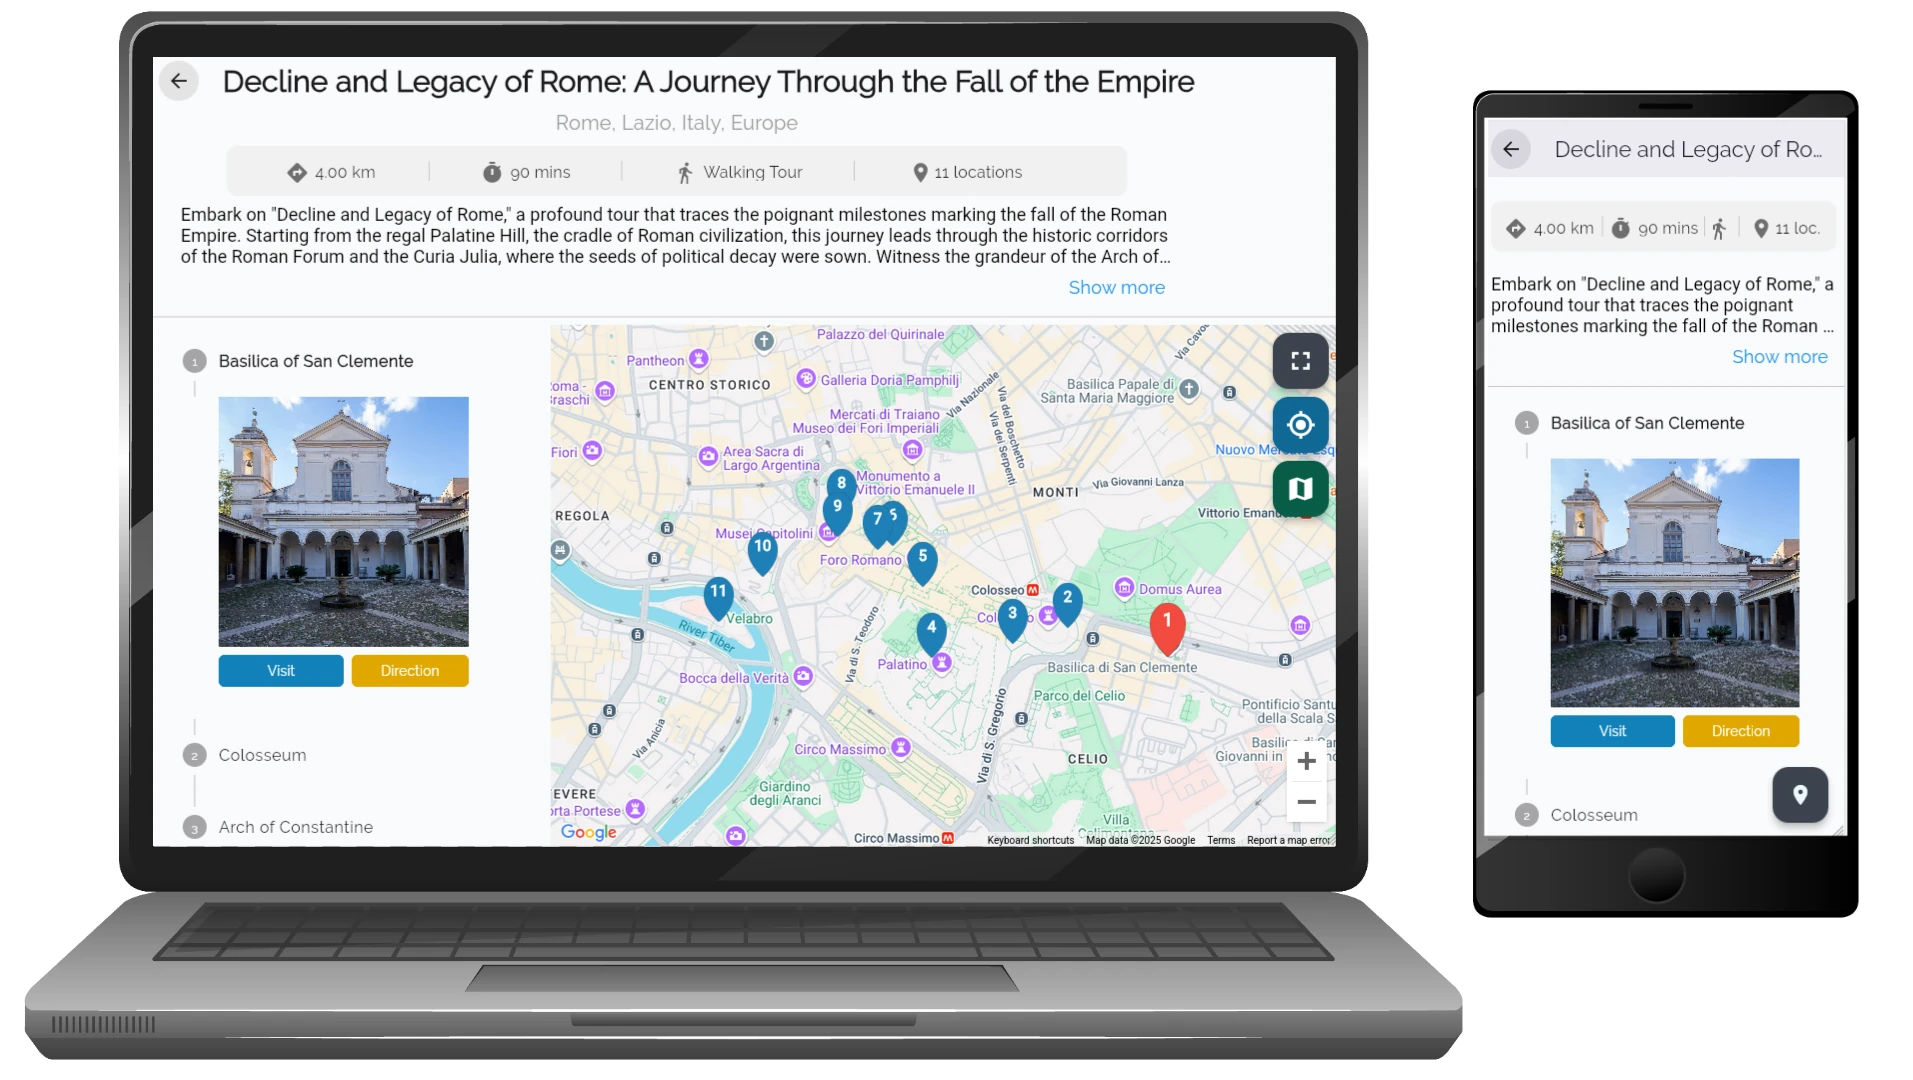 Decline and Legacy of Rome: A Journey Through the Fall of the Empire
Rome, Lazio, Italy, Europe
4.00 km
90 mins
Walking Tour
11 locations
Embark on "Decline and Legacy of Rome," a profound tour that traces the poignant milestones marking the fall of the Roman
Empire. Starting from the regal Palatine Hill, the cradle of Roman civilization, this journey leads through the historic corridors
of the Roman Forum and the Curia Julia, where the seeds of political decay were sown. Witness the grandeur of the Arch of...
Show more
1
Basilica of San Clemente
Visit
Direction
2
Colosseum
3
Arch of Constantine
Palazzo del Quirinale
Via Cavo
Pantheon
CENTRO STORICO
Galleria Doria Pamphilj
Via Nazionale
Basilica Papale di
Santa Maria Maggiore
oma -
raschi
Mercati di Traiano
Museo dei Fori Imperiali
Via del Boschetto
Via dei Serpenti
Fiori
Area Sacra di
Largo Argentina
Nuovo Me
Esq
8
Monumento a
Vittorio Emanuele II
MONTI
Via Giovanni Lanza
9
REGOLA
7
Vittorio Emanu
Musei Capitolini
10
Foro Romano
5
Colosseo
M
Domus Aurea
11
2
Velabro
3
1
River Tiber
Via di S. Teodoro
4
Palatino
Basilica di San Clemente
Bocca della Verità
Parco del Celio
Via di S. Gregorio
Pontificio Santu
della Scala S
Via Anicia
Circo Massimo
CELIO
Giovanni in
+
−
Giardino
degli Aranci
EVERE
orta Portese
Villa
Google
Circo Massimo
M
Keyboard shortcuts
Map data ©2025 Google
Terms
Report a map error
Decline and Legacy of Ro...
4.00 km
90 mins
11 loc.
Embark on "Decline and Legacy of Rome," a
profound tour that traces the poignant
milestones marking the fall of the Roman ...
Show more
1
Basilica of San Clemente
Visit
Direction
2
Colosseum